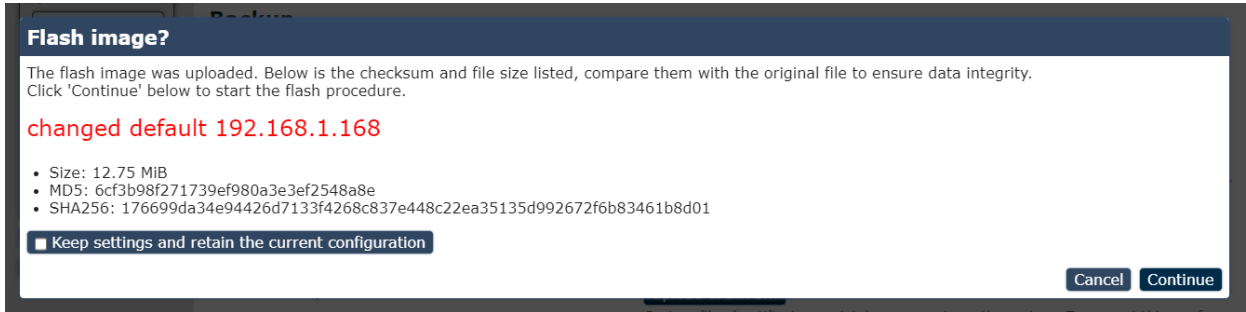 Backup
Flash image?
The flash image was uploaded. Below is the checksum and file size listed, compare them with the original file to ensure data integrity.
Click 'Continue' below to start the flash procedure.
changed default 192.168.1.168
• Size: 12.75 MiB
• MD5: 6cf3b98f271739ef980a3e3ef2548a8e
• SHA256: 176699da34e94426d7133f4268c837e448c22ea35135d992672f6b83461b8d01
Keep settings and retain the current configuration
Cancel Continue